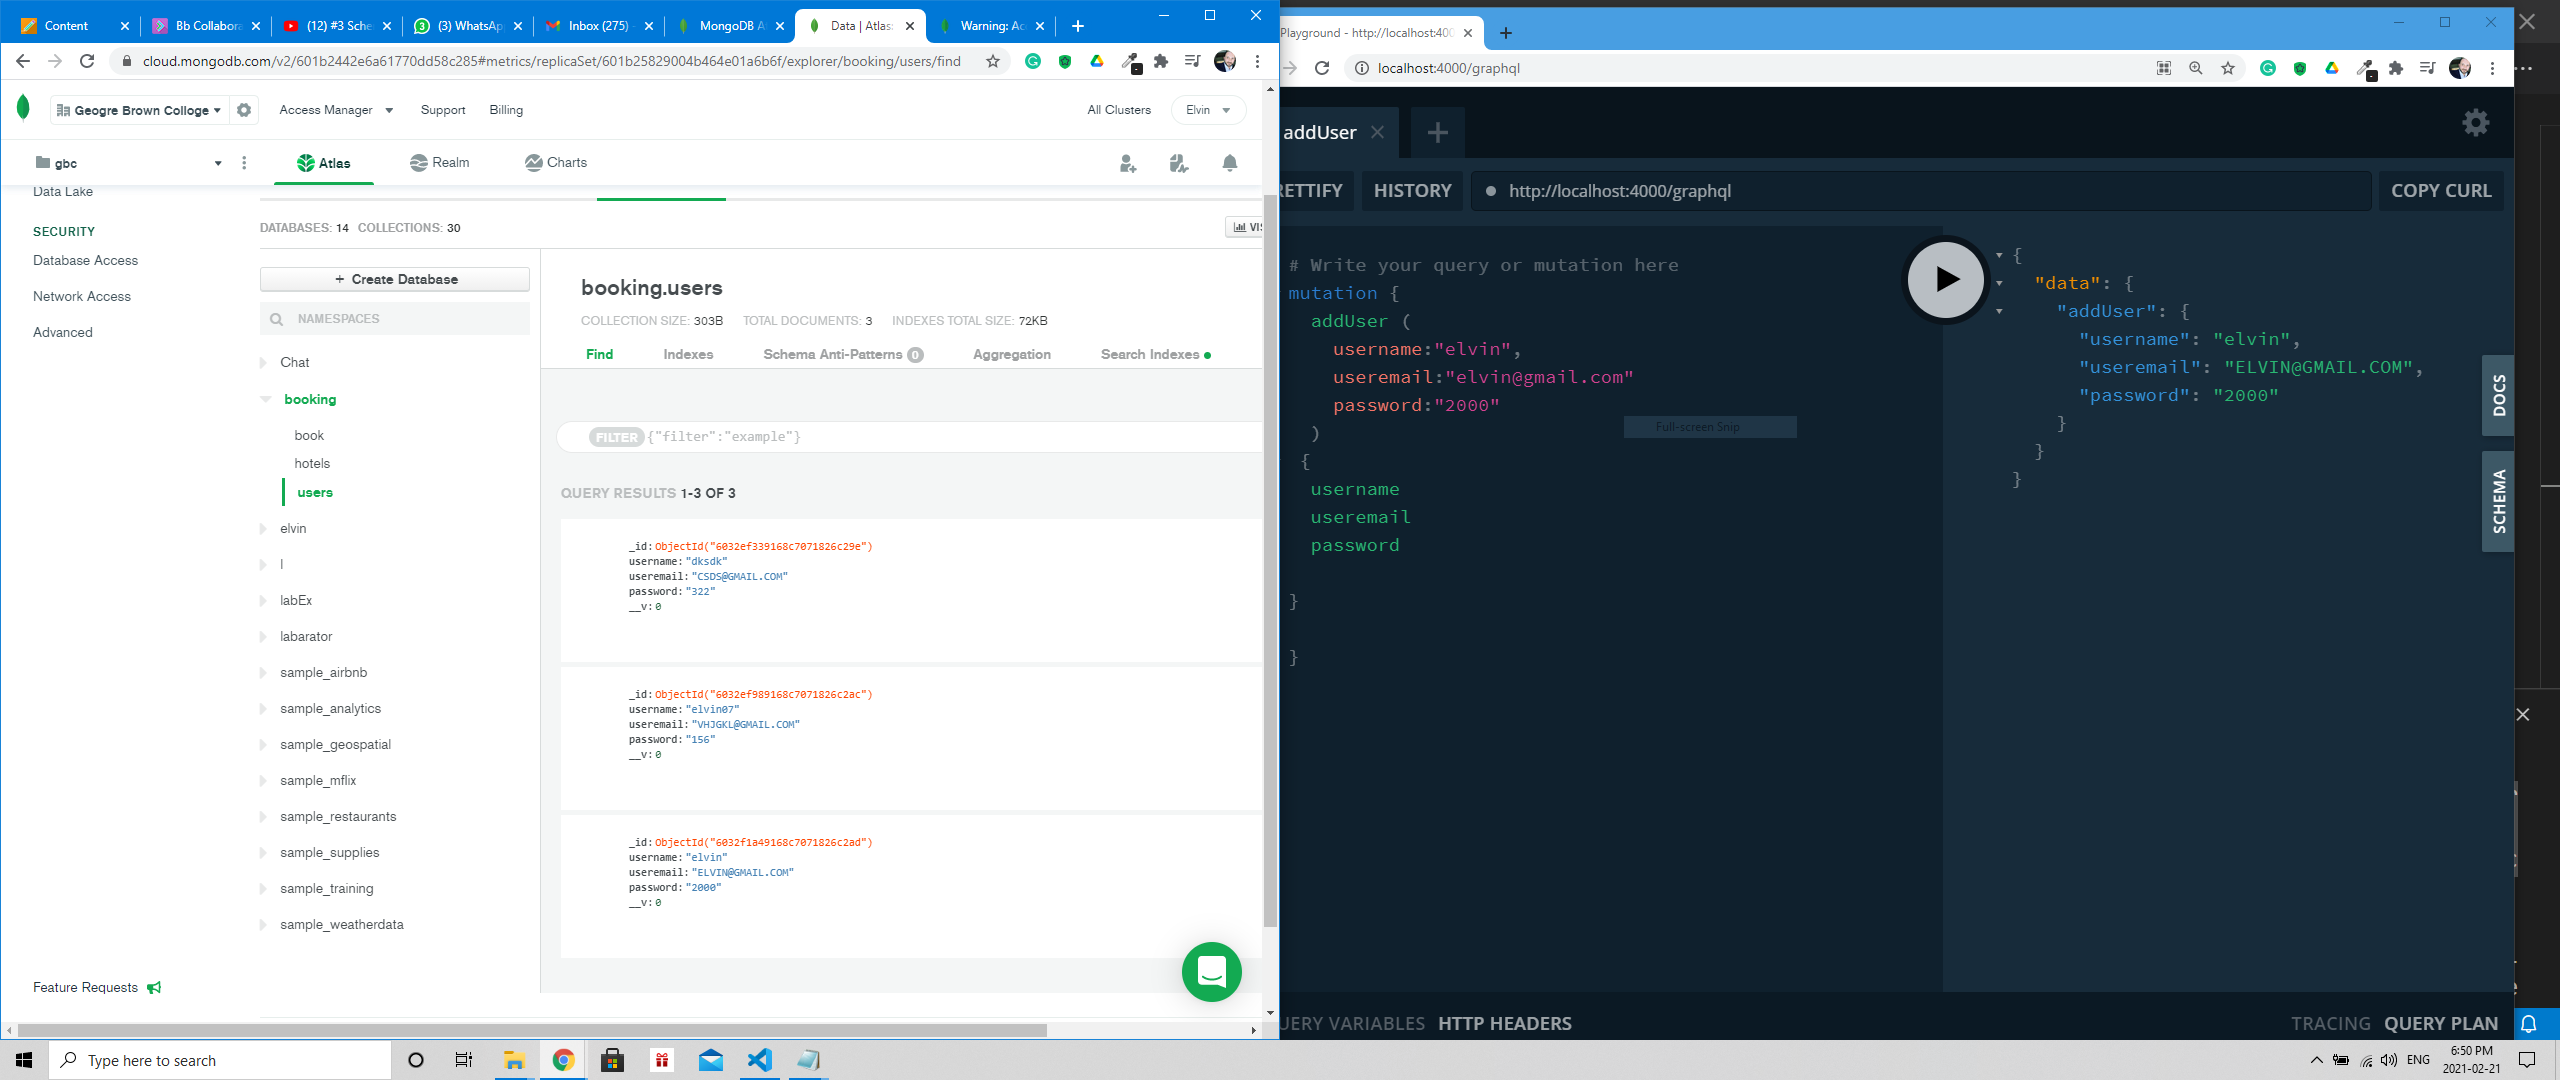 Content
Bb Collabora
(12) #3 Sche
(3) WhatsAp
Inbox (275) -
MongoDB A
Data | Atlas:
Warning: Ac
cloud.mongodb.com/v2/601b2442e6a61770dd58c285#metrics/replicaSet/601b25829004b464e01a6b6f/explorer/booking/users/find
Geogre Brown Colloge
Access Manager
Support
Billing
All Clusters
Elvin
gbc
Atlas
Realm
Charts
Data Lake
SECURITY
Database Access
Network Access
Advanced
Feature Requests
DATABASES: 14 COLLECTIONS: 30
VIS
+ Create Database
NAMESPACES
Chat
booking
book
hotels
users
elvin
l
labEx
labarator
sample_airbnb
sample_analytics
sample_geospatial
sample_mflix
sample_restaurants
sample_supplies
sample_training
sample_weatherdata
booking.users
COLLECTION SIZE: 303B TOTAL DOCUMENTS: 3 INDEXES TOTAL SIZE: 72KB
Find
Indexes
Schema Anti-Patterns 0
Aggregation
Search Indexes
FILTER {"filter":"example"}
QUERY RESULTS 1-3 OF 3
_id: ObjectId("6032ef339168c7071826c29e")
username: "dksdk"
useremail: "CSDS@GMAIL.COM"
password: "322"
__v: 0
_id: ObjectId("6032ef989168c7071826c2ac")
username: "elvin07"
useremail: "VHJGKL@GMAIL.COM"
password: "156"
__v: 0
_id: ObjectId("6032f1a49168c7071826c2ad")
username: "elvin"
useremail: "ELVIN@GMAIL.COM"
password: "2000"
__v: 0
Playground - http://localhost:400
localhost:4000/graphql
addUser
RETTIFY
HISTORY
http://localhost:4000/graphql
COPY CURL
# Write your query or mutation here
mutation {
addUser (
username:"elvin",
useremail:"elvin@gmail.com"
password:"2000"
)
{
username
useremail
password
}
}
Full-screen Snip
{
"data": {
"addUser": {
"username": "elvin",
"useremail": "ELVIN@GMAIL.COM",
"password": "2000"
}
}
}
DOCS
SCHEMA
UERY VARIABLES
HTTP HEADERS
TRACING
QUERY PLAN
Type here to search
ENG
6:50 PM
2021-02-21